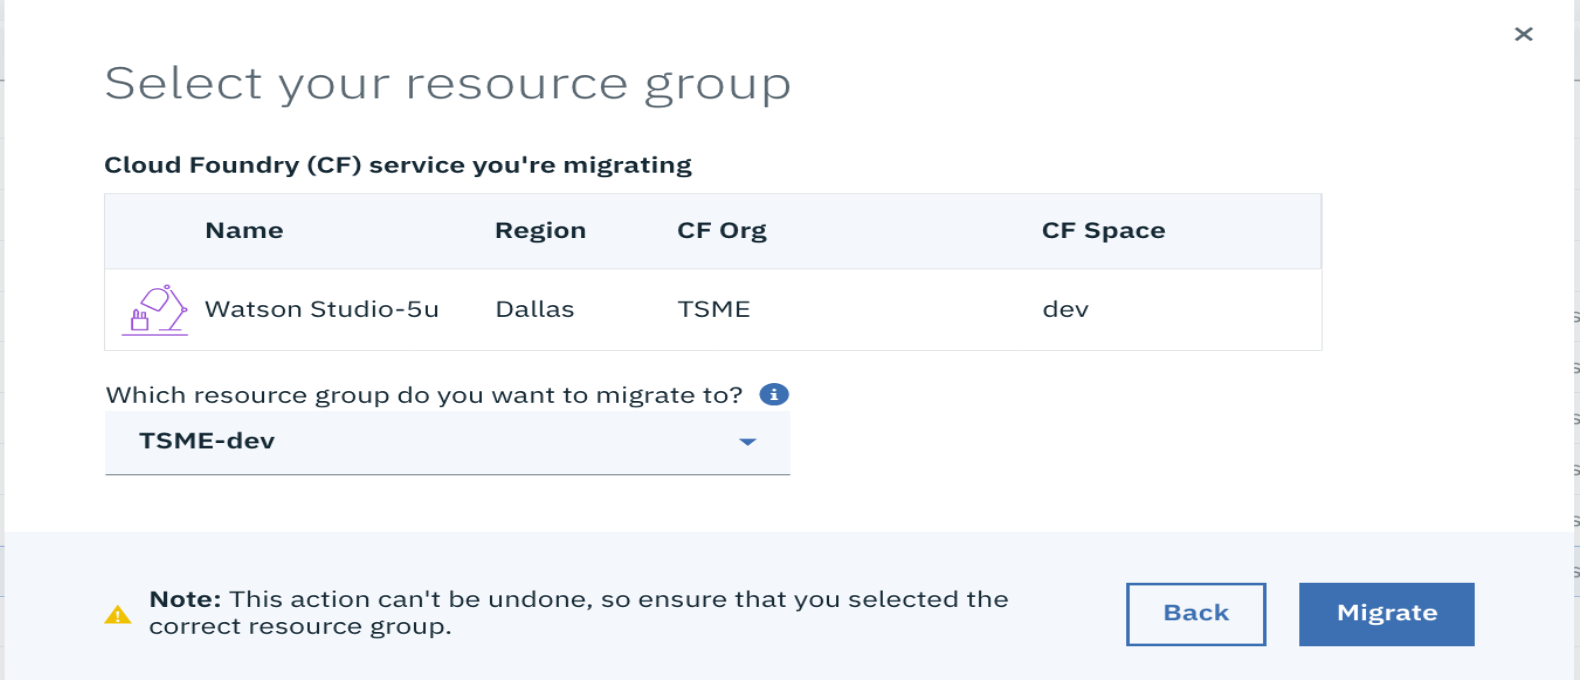 Select your resource group
Cloud Foundry (CF) service you're migrating
Name Region CF Org CF Space
Watson Studio-5u Dallas TSME dev
Which resource group do you want to migrate to?
TSME-dev
Note: This action can't be undone, so ensure that you selected the
correct resource group.
Back Migrate